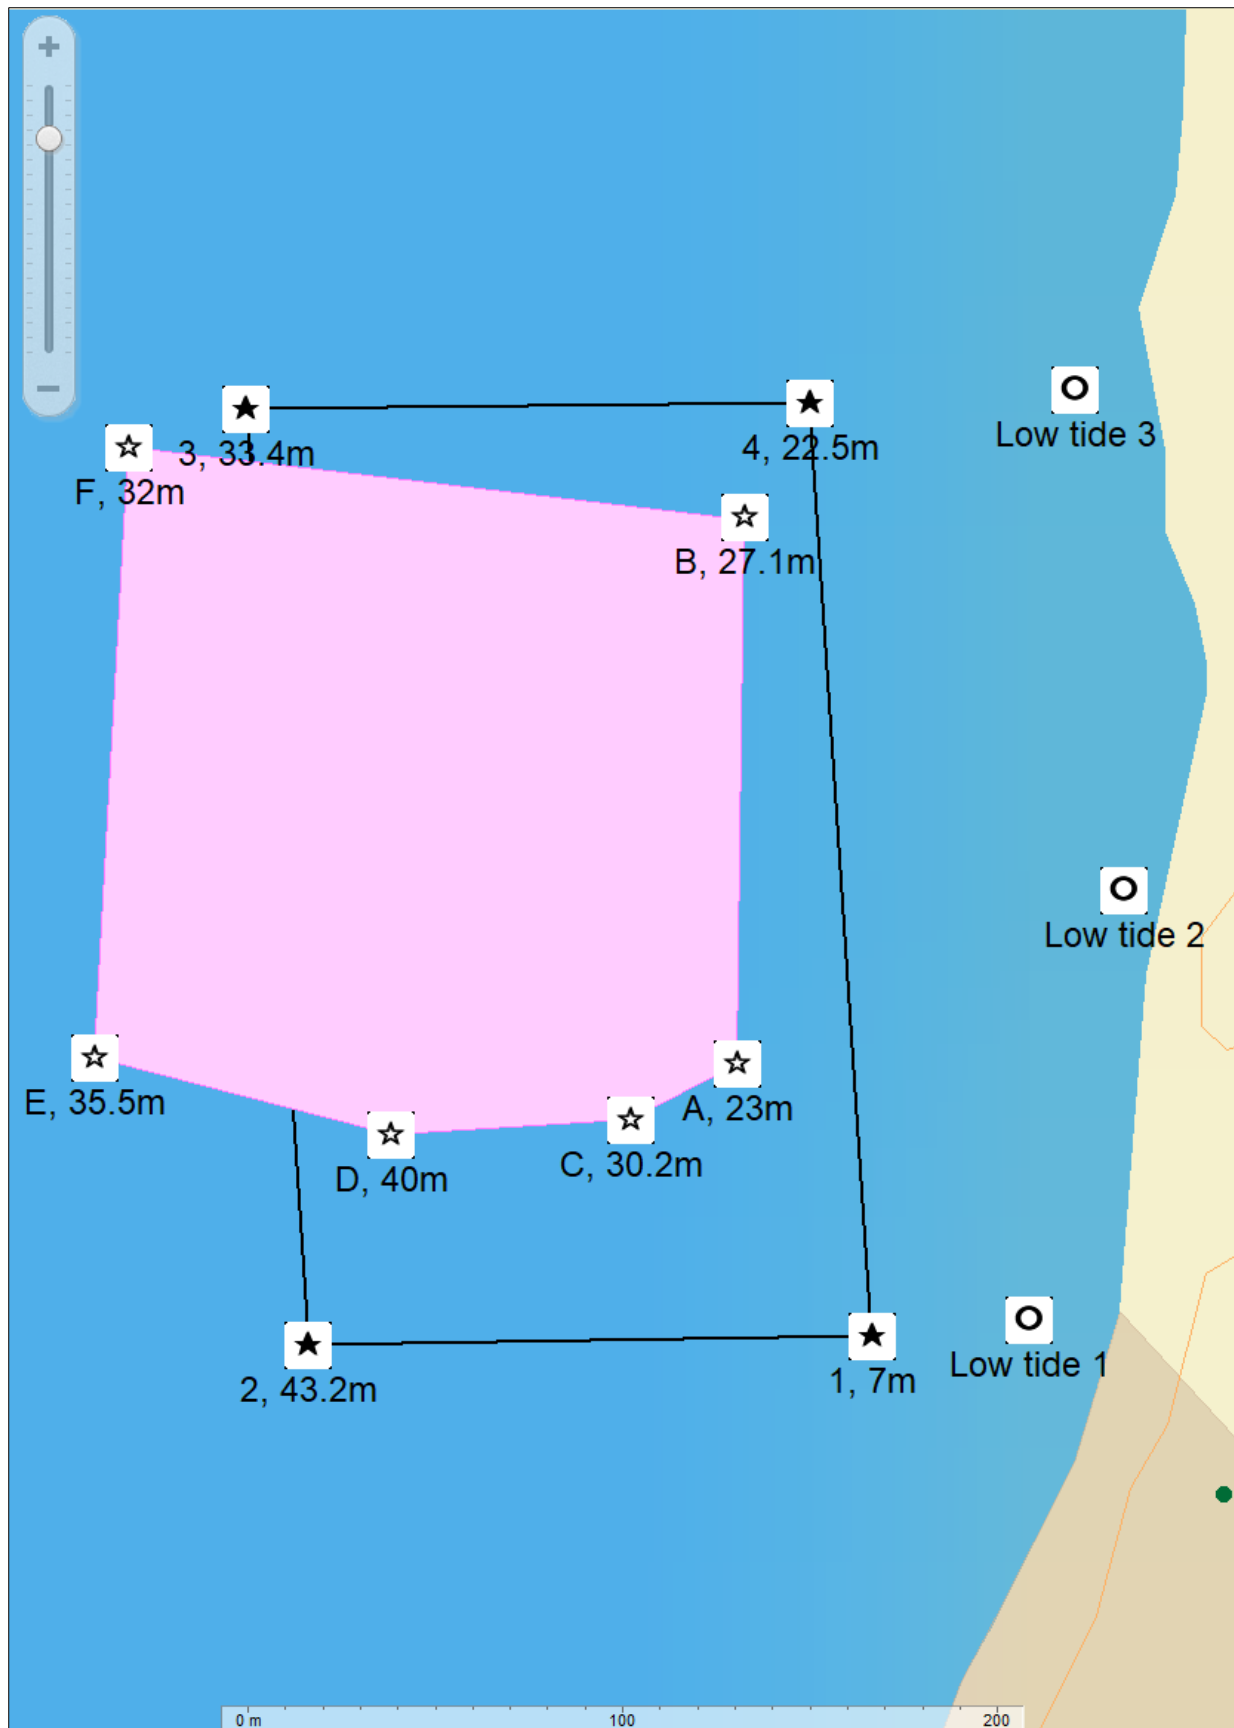 +
−
Low tide 3
3, 33.4m
4, 22.5m
F, 32m
B, 27.1m
Low tide 2
E, 35.5m
A, 23m
C, 30.2m
D, 40m
Low tide 1
2, 43.2m
1, 7m
0 m 100 200